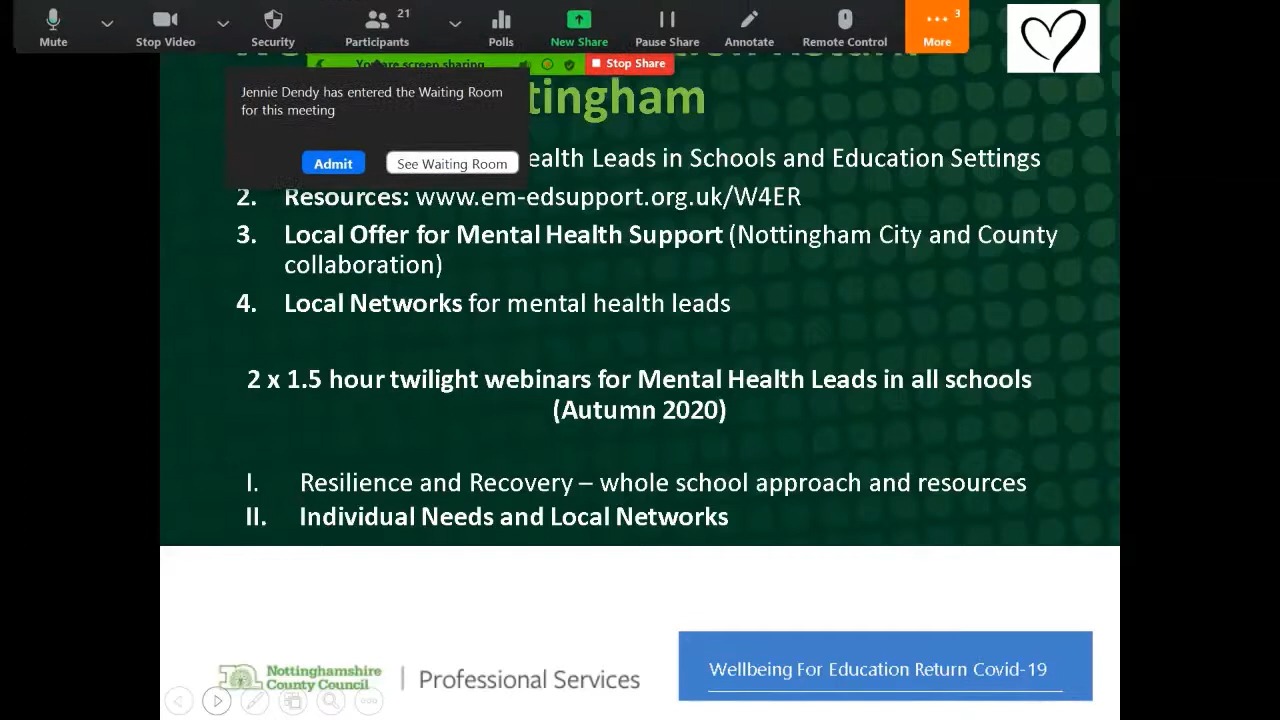 Mute
Stop Video
Security
21
Participants
Polls
New Share
Pause Share
Annotate
Remote Control
3
More
You are screen sharing
Stop Share
Jennie Dendy has entered the Waiting Room
for this meeting
Admit
See Waiting Room
tingham
ealth Leads in Schools and Education Settings
2. Resources: www.em-edsupport.org.uk/W4ER
3. Local Offer for Mental Health Support (Nottingham City and County
collaboration)
4. Local Networks for mental health leads
2 x 1.5 hour twilight webinars for Mental Health Leads in all schools
(Autumn 2020)
I. Resilience and Recovery – whole school approach and resources
II. Individual Needs and Local Networks
Nottinghamshire
County Council
Professional Services
Wellbeing For Education Return Covid-19